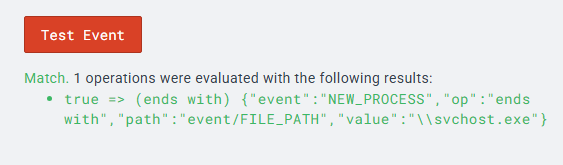 Test Event
Match. 1 operations were evaluated with the following results:
• true => (ends with) {"event":"NEW_PROCESS","op":"ends
with","path":"event/FILE_PATH","value":"\\svchost.exe"}